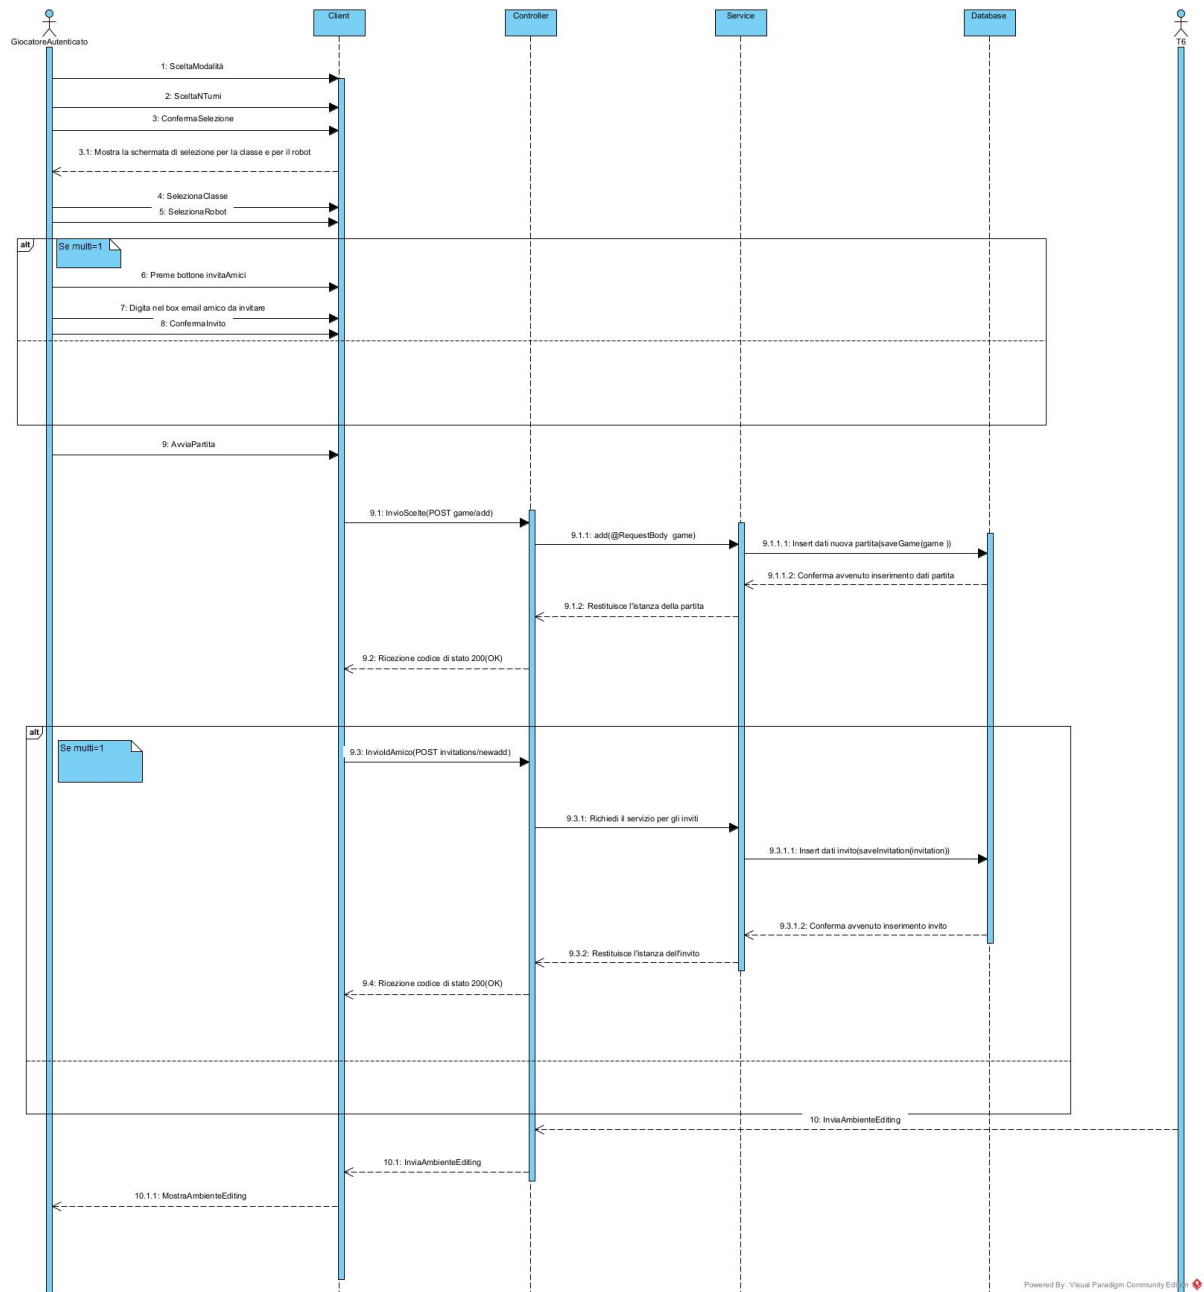 Client
Controller
Service
Database
GiocatoreAutenticato
T6
1: SceltaModalità
2: SceltaNTurni
3: ConfermaSelezione
3.1: Mostra la schermata di selezione per la classe e per il robot
4: SelezionaClasse
5: SelezionaRobot
alt
Se multi=1
6: Preme bottone invitaAmici
7: Digita nel box email amico da invitare
8: ConfermaInvito
9: AvviaPartita
9.1: InvioScelte(POST game/add)
9.1.1: add(@RequestBody game)
9.1.1.1: Insert dati nuova partita(saveGame(game ))
9.1.1.2: Conferma avvenuto inserimento dati partita
9.1.2: Restituisce l'istanza della partita
9.2: Ricezione codice di stato 200(OK)
alt
Se multi=1
9.3: InvioIdAmico(POST invitations/newadd)
9.3.1: Richiedi il servizio per gli inviti
9.3.1.1: Insert dati invito(saveInvitation(invitation))
9.3.1.2: Conferma avvenuto inserimento invito
9.3.2: Restituisce l'istanza dell'invito
9.4: Ricezione codice di stato 200(OK)
10: InviaAmbienteEditing
10.1: InviaAmbienteEditing
10.1.1: MostraAmbienteEditing
Powered By: Visual Paradigm Community Edition